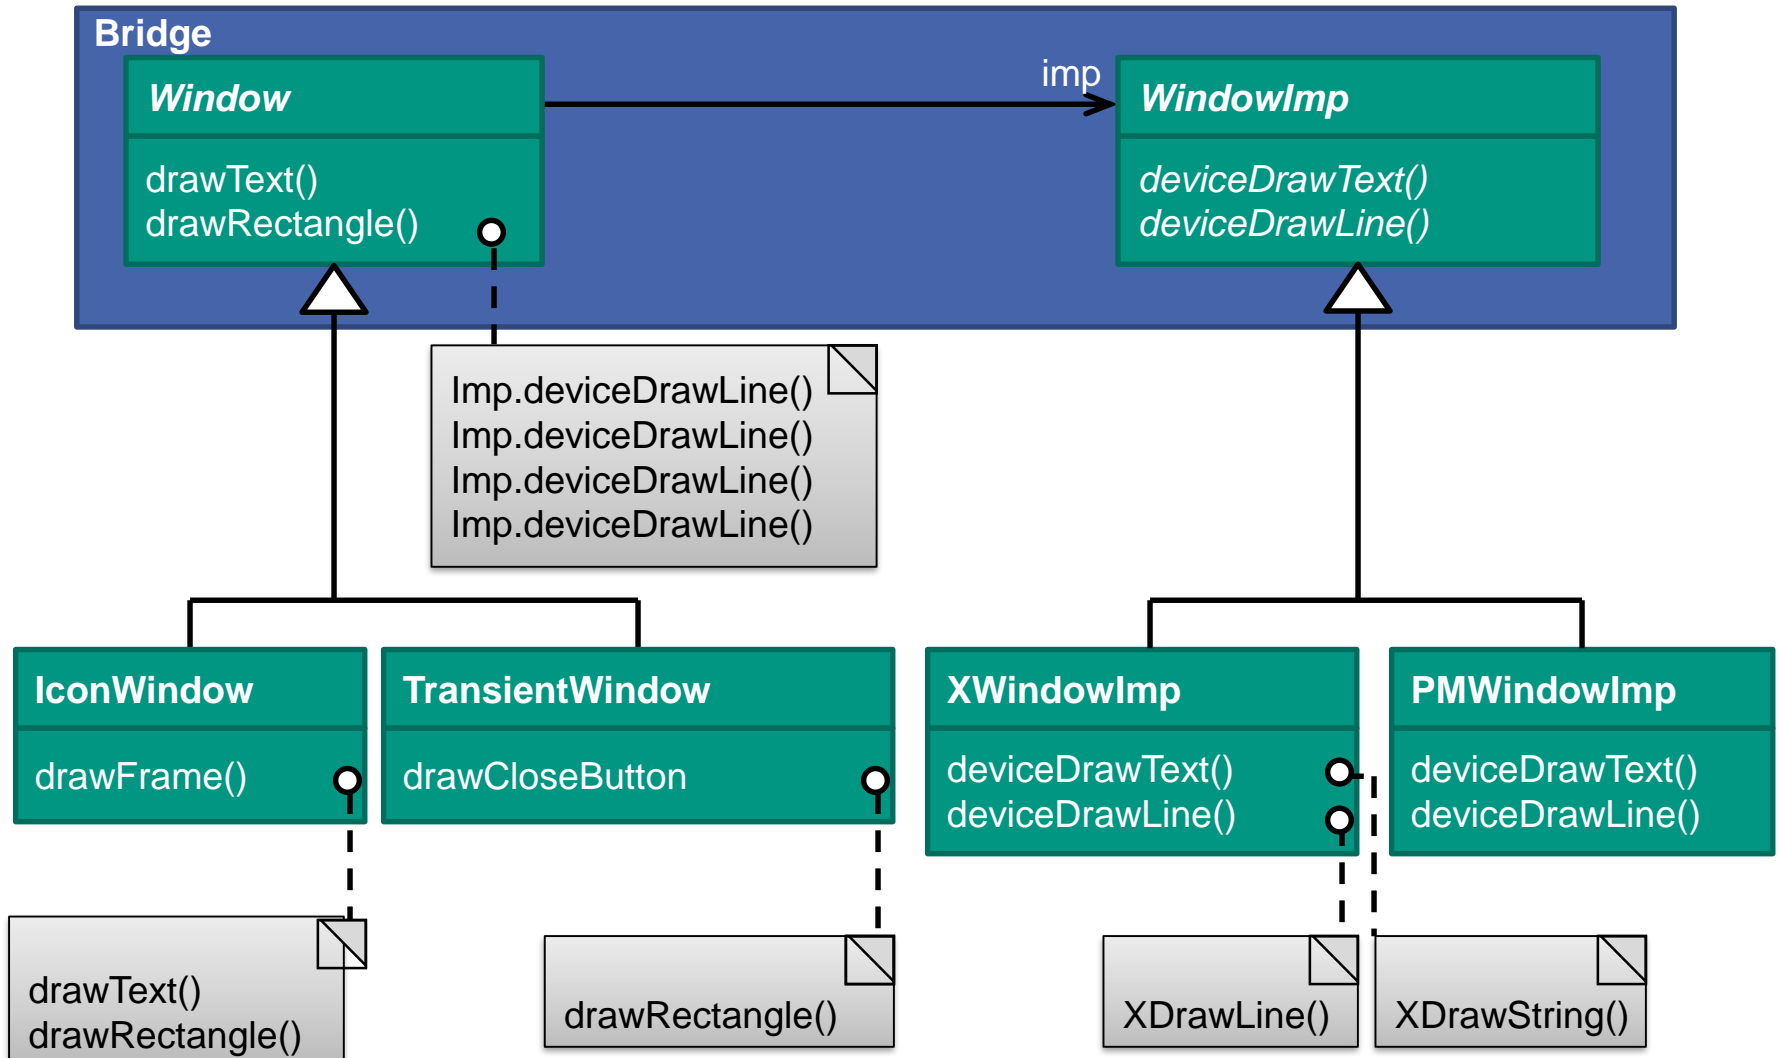 Bridge
Window
imp
WindowImp
drawText()
drawRectangle()
deviceDrawText()
deviceDrawLine()
Imp.deviceDrawLine()
Imp.deviceDrawLine()
Imp.deviceDrawLine()
Imp.deviceDrawLine()
IconWindow
drawFrame()
TransientWindow
drawCloseButton
XWindowImp
deviceDrawText()
deviceDrawLine()
PMWindowImp
deviceDrawText()
deviceDrawLine()
drawText()
drawRectangle()
drawRectangle()
XDrawLine()
XDrawString()